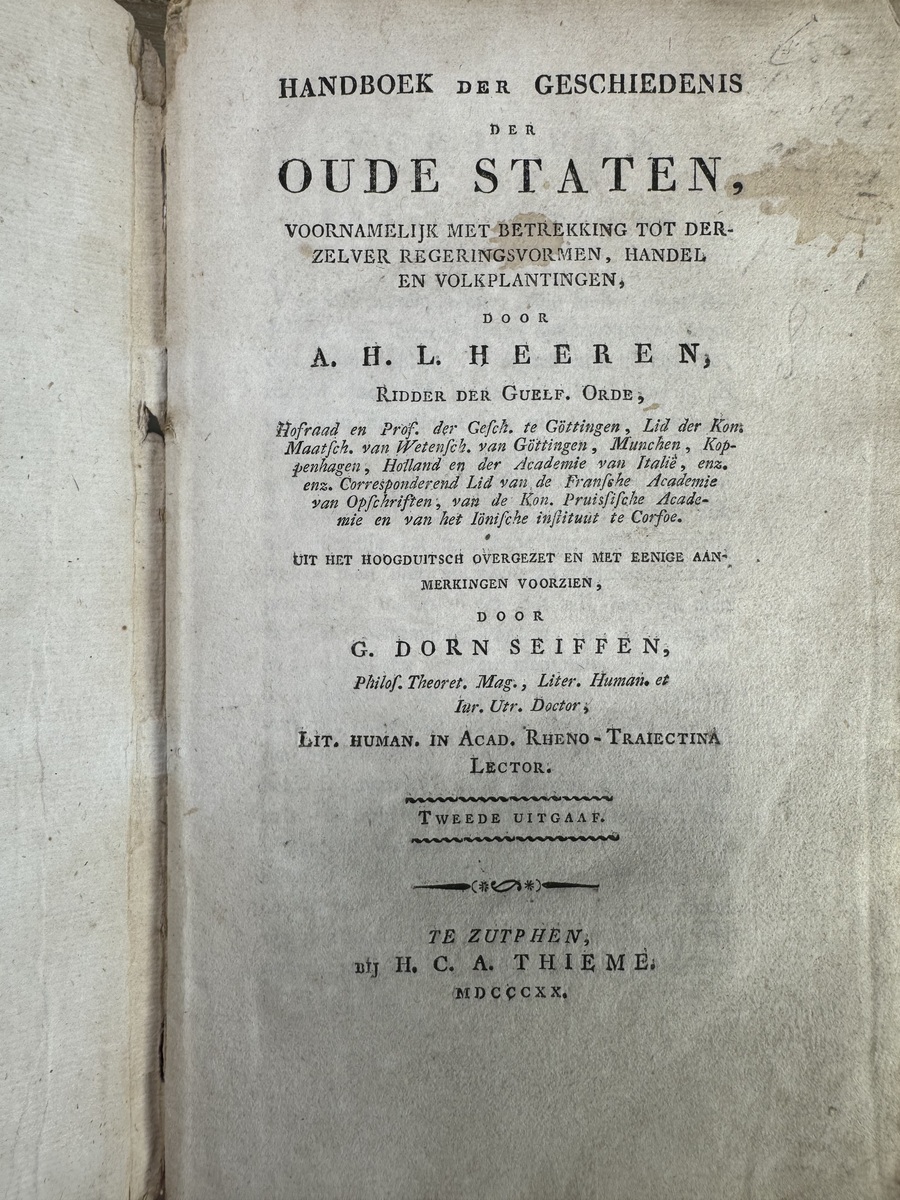 HANDBOEK DER GESCHIEDENIS
DER
OUDE STATEN,
VOORNAMELIJK MET BETREKKING TOT DER-
ZELVER REGERINGSVORMEN, HANDEL
EN VOLKPLANTINGEN,
DOOR
A. H. L. HEEREN,
RIDDER DER GUELF. ORDE,
Hofraad en Prof. der Geſch. te Göttingen, Lid der Kon.
Maatſch. van Wetenſch. van Göttingen, Munchen, Kop-
penhagen, Holland en der Academie van Italië, enz.
enz. Correſponderend Lid van de Franſche Academie
van Opſchriften, van de Kon. Pruisſiſche Acade-
mie en van het Iöniſche inſtituut te Corfoe.
UIT HET HOOGDUITSCH OVERGEZET EN MET EENIGE AAN-
MERKINGEN VOORZIEN,
DOOR
G. DORN SEIFFEN,
Philoſ. Theoret. Mag., Liter. Human. et
Iur. Utr. Doctor,
LIT. HUMAN. IN ACAD. RHENO-TRAIECTINA
LECTOR.
TWEEDE UITGAAF.
TE ZUTPHEN,
BIJ H. C. A. THIEME.
MDCCCXX.